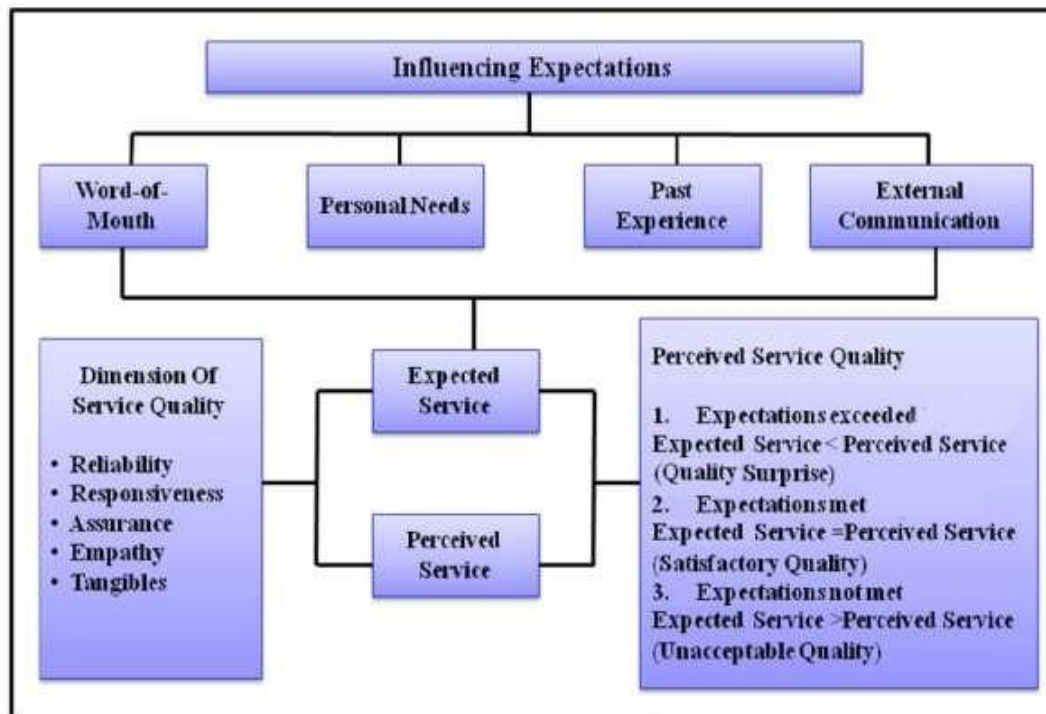 Influencing Expectations
Word-of-
Mouth
Personal Needs
Past
Experience
External
Communication
Dimension Of
Service Quality
• Reliability
• Responsiveness
• Assurance
• Empathy
• Tangibles
Expected
Service
Perceived
Service
Perceived Service Quality
1. Expectations exceeded
Expected Service< Perceived Service
(Quality Surprise)
2. Expectations met
Expected Service =Perceived Service
(Satisfactory Quality)
3. Expectations not met
Expected Service >Perceived Service
(Unacceptable Quality)